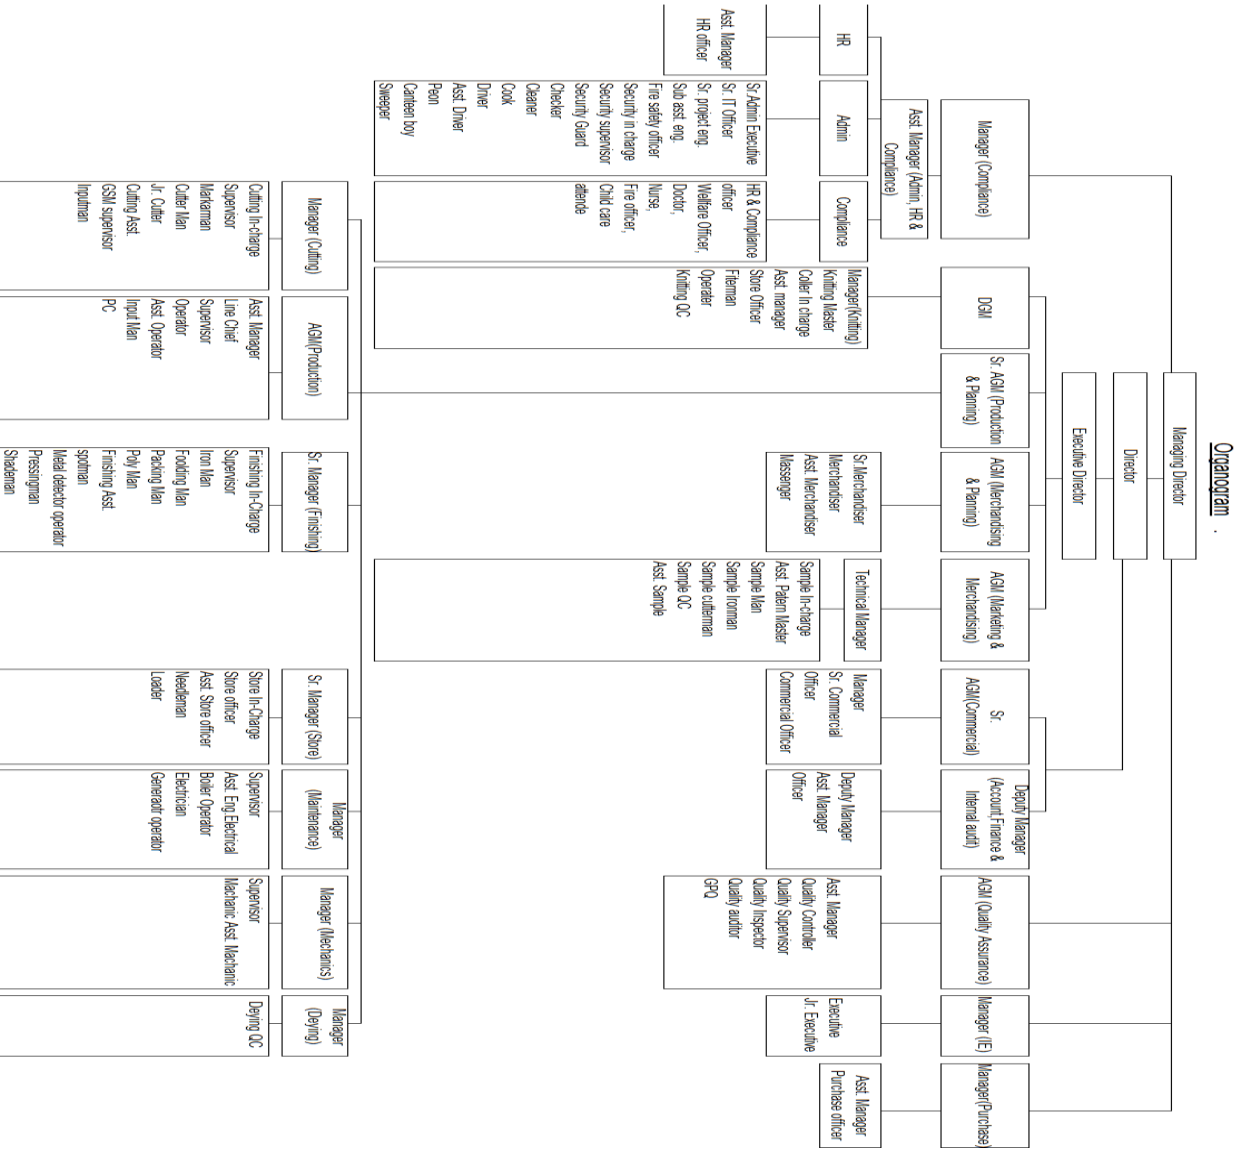 Organogram .
Managing Director
Director
Executive Director
Manager (Compliance)
DGM
Sr. AGM (Production
& Planning)
AGM (Merchandising
& Planning)
AGM (Marketing &
Merchandising)
Sr.
AGM(Commercial)
Deputy Manager
(Account,Finance &
Internal audit)
AGM (Quality Assurance)
Manager (IE)
Manager(Purchase)
Asst. Manager (Admin, HR &
Compliance)
HR
Admin
Compliance
Asst. Manager
HR officer
Sr.Admin Executive
Sr. IT Officer
Sr. project eng.
Sub asst. eng.
Fire safety officer
Security in charge
Security supervisor
Security Guard
Checker
Cleaner
Cook
Driver
Asst. Driver
Peon
Canteen boy
Sweeper
HR & Compliance
officer
Wellfare Officer,
Doctor,
Nurse,
Fire officer,
Child care
attende
Manager(Knitting)
Knitting Master
Coller In charge
Asst. manager
Store Officer
Fiterman
Operater
Knitting QC
Sr.Merchandiser
Merchandiser
Asst. Merchandiser
Massenger
Technical Manager
Sample In-charge
Asst. Patern Master
Sample Man
Sample Ironman
Sample cutterman
Sample QC
Asst. Sample
Manager
Sr. Commercial
Officer
Commercial Officer
Deputy Manager
Asst. Manager
Officer
Asst. Manager
Quality Controller
Quality Supervisor
Quality Inspector
Quality auditor
GPQ
Executive
Jr. Executive
Asst. Manager
Purchase officer
Manager (Cutting)
AGM(Production)
Sr. Manager (Finishing)
Sr. Manager (Store)
Manager
(Maintenance)
Manager (Mechanics)
Manager
(Deying)
Cutting In-charge
Supervisor
Markarman
Cutter Man
Jr. Cutter
Cutting Asst.
GSM supervisor
Inputman
Asst. Manager
Line Chief
Supervisor
Operator
Asst. Operator
Input Man
PC
Finishing In-Charge
Supervisor
Iron Man
Foolding Man
Packing Man
Poly Man
Finishing Asst.
spotman
Metal detector operator
Pressingman
Shademan
Store In-Charge
Store officer
Asst. Store officer
Needleman
Loader
Supervisor
Asst. Eng.Electrical
Boiler Operator
Electrician
Generaotr operator
Supervisor
Machanic Asst. Machanic
Deying QC